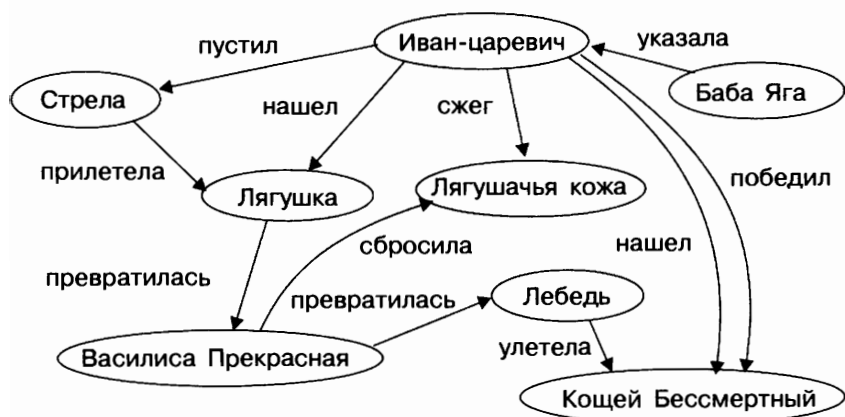 пустил
Иван-царевич
указала
Стрела
нашел
сжег
Баба Яга
прилетела
Лягушка
Лягушачья кожа
победил
превратилась
сбросила
нашел
превратилась
Лебедь
Василиса Прекрасная
улетела
Кощей Бессмертный